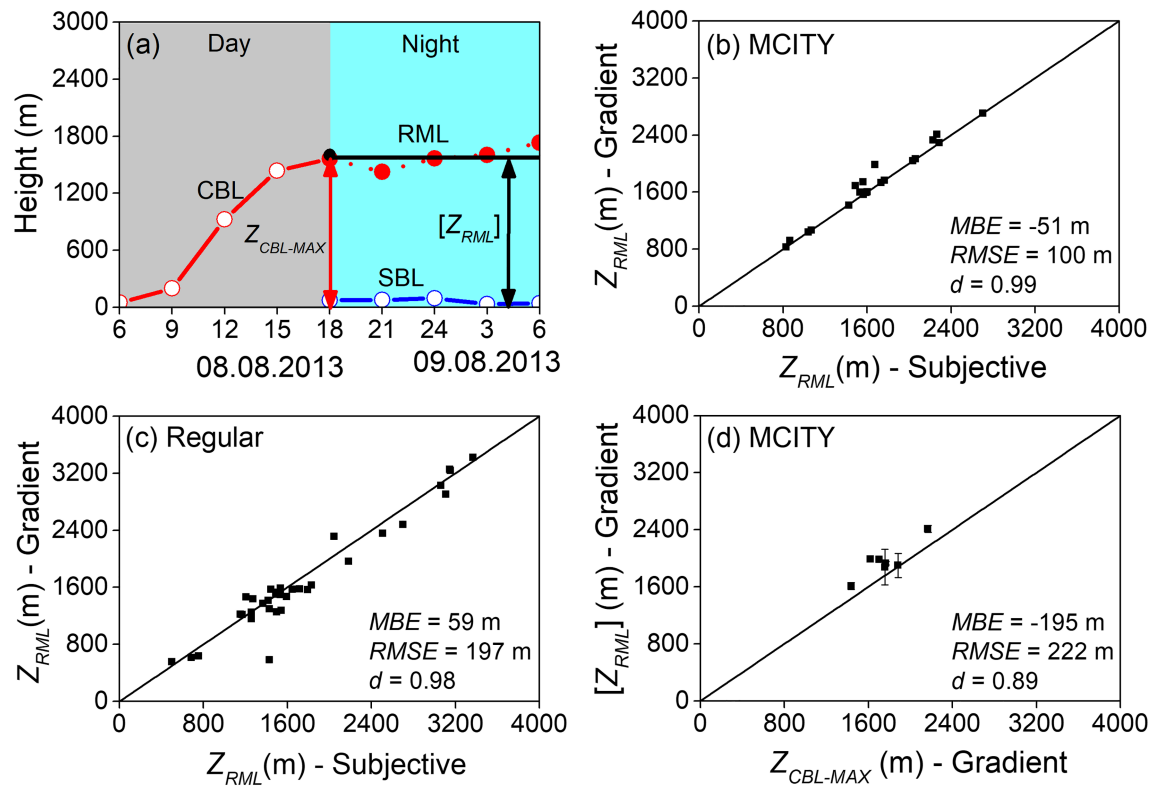 (a)
Day
Night
3000
2400
1800
1200
600
0
Height (m)
RML
CBL
Z_CBL-MAX
[Z_RML]
SBL
6 9 12 15 18 21 24 3 6
08.08.2013 09.08.2013
(b) MCITY
4000
3200
2400
1600
800
0
Z_RML(m) - Gradient
MBE = -51 m
RMSE = 100 m
d = 0.99
0 800 1600 2400 3200 4000
Z_RML(m) - Subjective
(c) Regular
4000
3200
2400
1600
800
0
Z_RML(m) - Gradient
MBE = 59 m
RMSE = 197 m
d = 0.98
0 800 1600 2400 3200 4000
Z_RML(m) - Subjective
(d) MCITY
4000
3200
2400
1600
800
0
[Z_RML] (m) - Gradient
MBE = -195 m
RMSE = 222 m
d = 0.89
0 800 1600 2400 3200 4000
Z_CBL-MAX (m) - Gradient